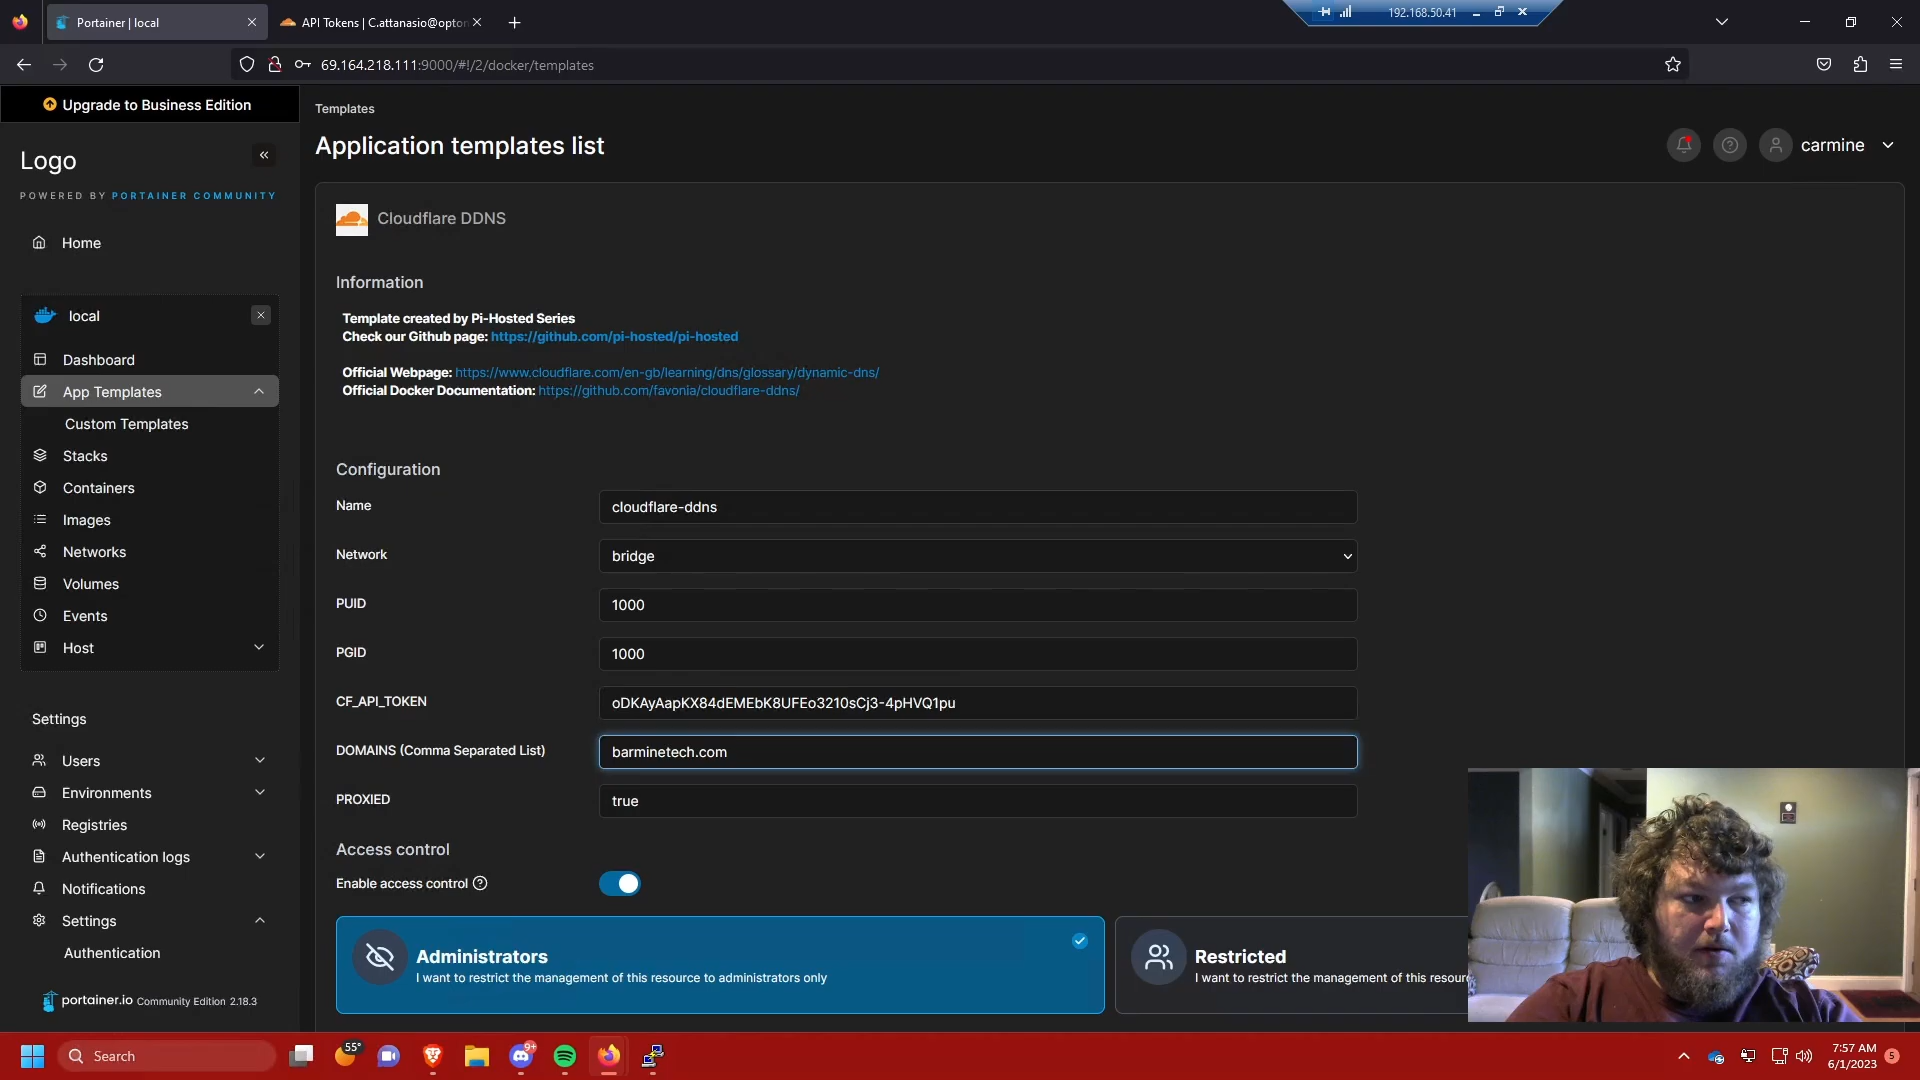 Portainer | local
API Tokens | C.attanasio@opton
192.168.50.41
69.164.218.111:9000/#!/2/docker/templates
Upgrade to Business Edition
Logo
POWERED BY PORTAINER COMMUNITY
Home
local
Dashboard
App Templates
Custom Templates
Stacks
Containers
Images
Networks
Volumes
Events
Host
Settings
Users
Environments
Registries
Authentication logs
Notifications
Settings
Authentication
portainer.io Community Edition 2.18.3
Templates
Application templates list
carmine
Cloudflare DDNS
Information
Template created by Pi-Hosted Series
Check our Github page: https://github.com/pi-hosted/pi-hosted
Official Webpage: https://www.cloudflare.com/en-gb/learning/dns/glossary/dynamic-dns/
Official Docker Documentation: https://github.com/favonia/cloudflare-ddns/
Configuration
Name
cloudflare-ddns
Network
bridge
PUID
1000
PGID
1000
CF_API_TOKEN
oDKAyAapKX84dEMEbK8UFEo3210sCj3-4pHVQ1pu
DOMAINS (Comma Separated List)
barminetech.com
PROXIED
true
Access control
Enable access control
Administrators
I want to restrict the management of this resource to administrators only
Restricted
I want to restrict the management of this resour
Search
55°
9+
7:57 AM
6/1/2023
5